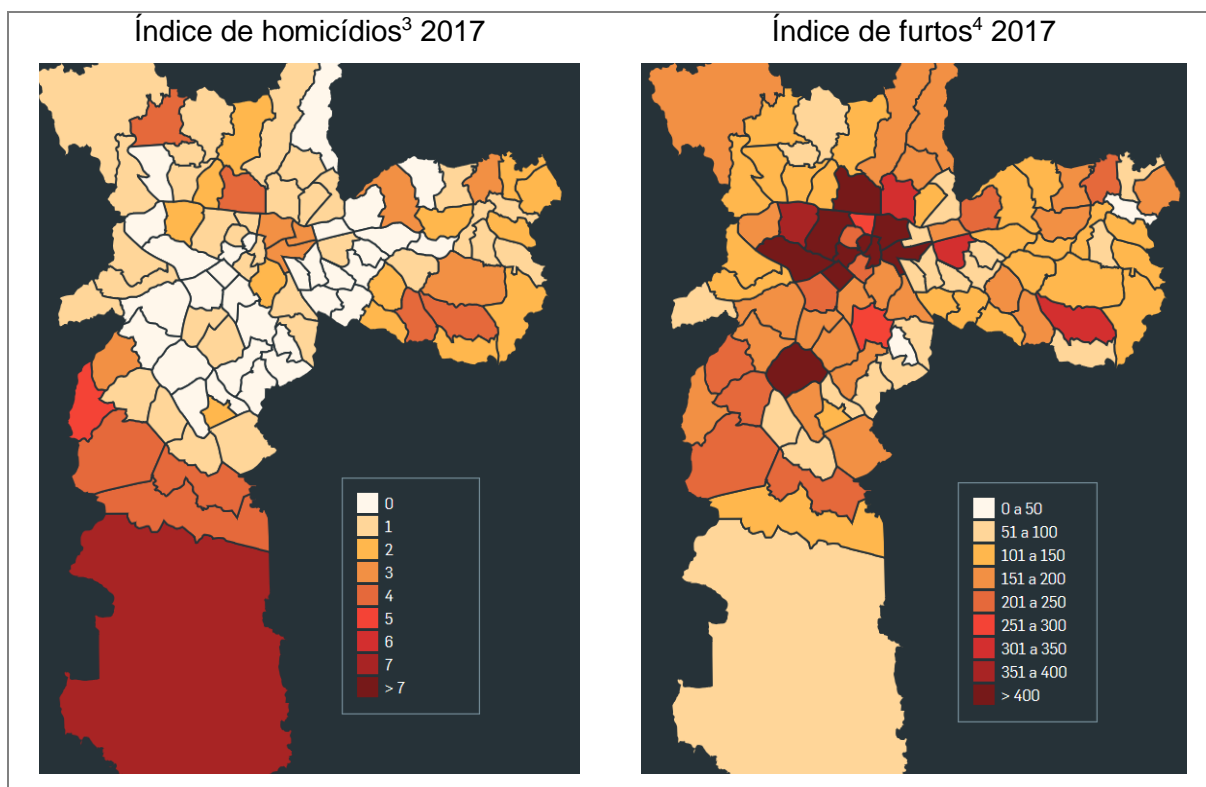 Índice de homicídios³ 2017
Índice de furtos⁴ 2017
0
1
2
3
4
5
6
7
> 7
0 a 50
51 a 100
101 a 150
151 a 200
201 a 250
251 a 300
301 a 350
351 a 400
> 400